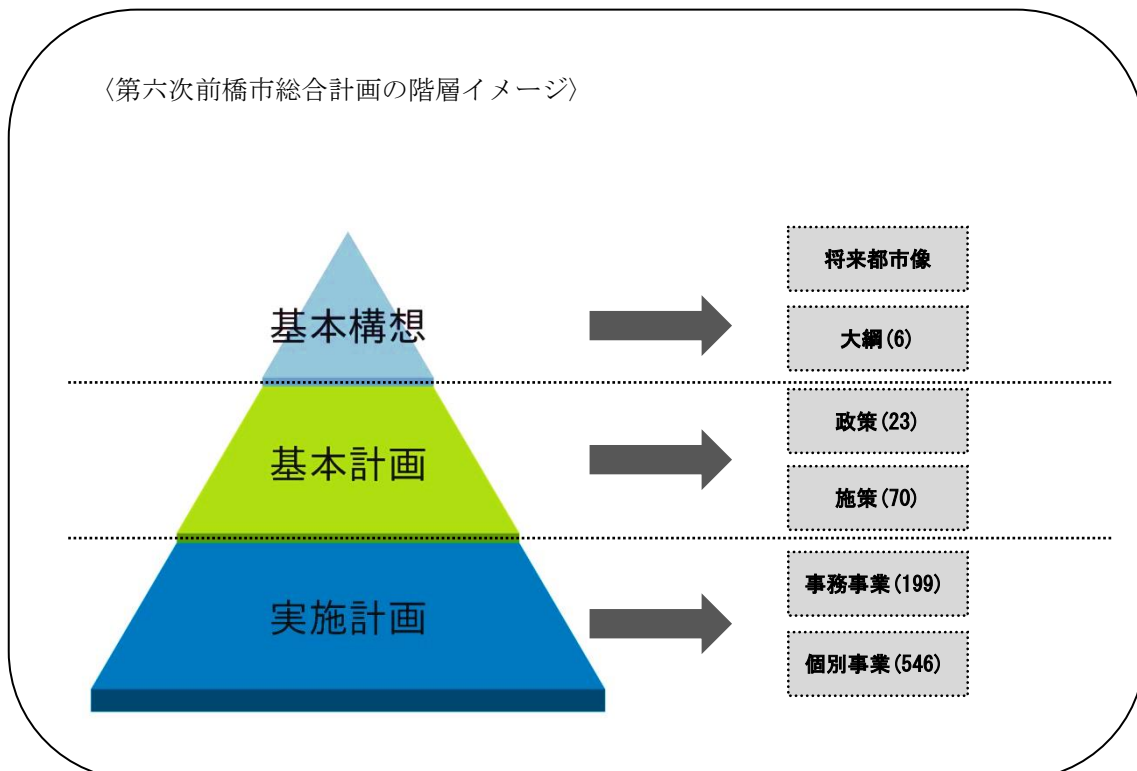 〈第六次前橋市総合計画の階層イメージ〉
基本構想
将来都市像
大綱(6)
基本計画
政策(23)
施策(70)
実施計画
事務事業(199)
個別事業(546)